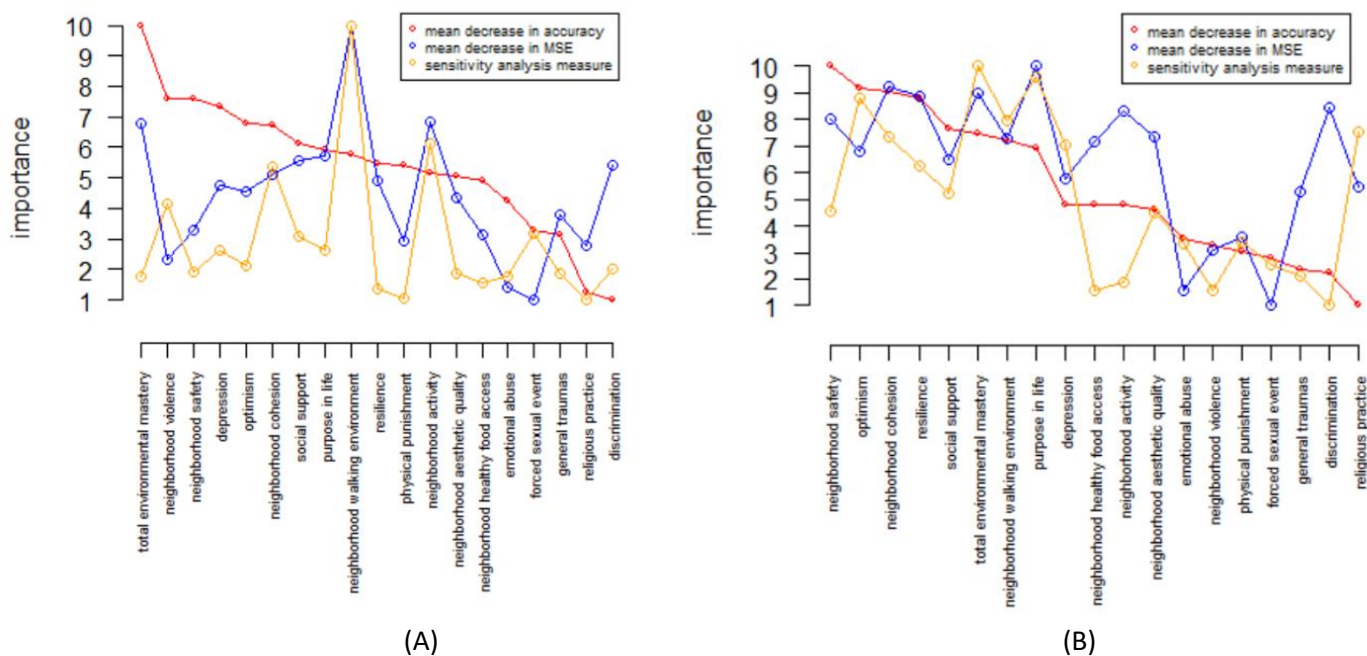 mean decrease in accuracy
mean decrease in MSE
sensitivity analysis measure
importance
10
9
8
7
6
5
4
3
2
1
total environmental mastery
neighborhood violence
neighborhood safety
depression
optimism
neighborhood cohesion
social support
purpose in life
neighborhood walking environment
resilience
physical punishment
neighborhood activity
neighborhood aesthetic quality
neighborhood healthy food access
emotional abuse
forced sexual event
general traumas
religious practice
discrimination
(A)
mean decrease in accuracy
mean decrease in MSE
sensitivity analysis measure
importance
10
9
8
7
6
5
4
3
2
1
neighborhood safety
optimism
neighborhood cohesion
resilience
social support
total environmental mastery
neighborhood walking environment
purpose in life
depression
neighborhood healthy food access
neighborhood activity
neighborhood aesthetic quality
emotional abuse
neighborhood violence
physical punishment
forced sexual event
general traumas
discrimination
religious practice
(B)